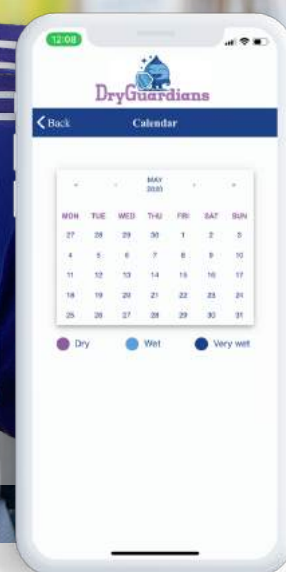 12:08
DryGuardians
Back Calendar
« ‹ MAY › »
2020
MON TUE WED THU FRI SAT SUN
27 28 29 30 1 2 3
4 5 6 7 8 9 10
11 12 13 14 15 16 17
18 19 20 21 22 23 24
25 26 27 28 29 30 31
Dry Wet Very wet